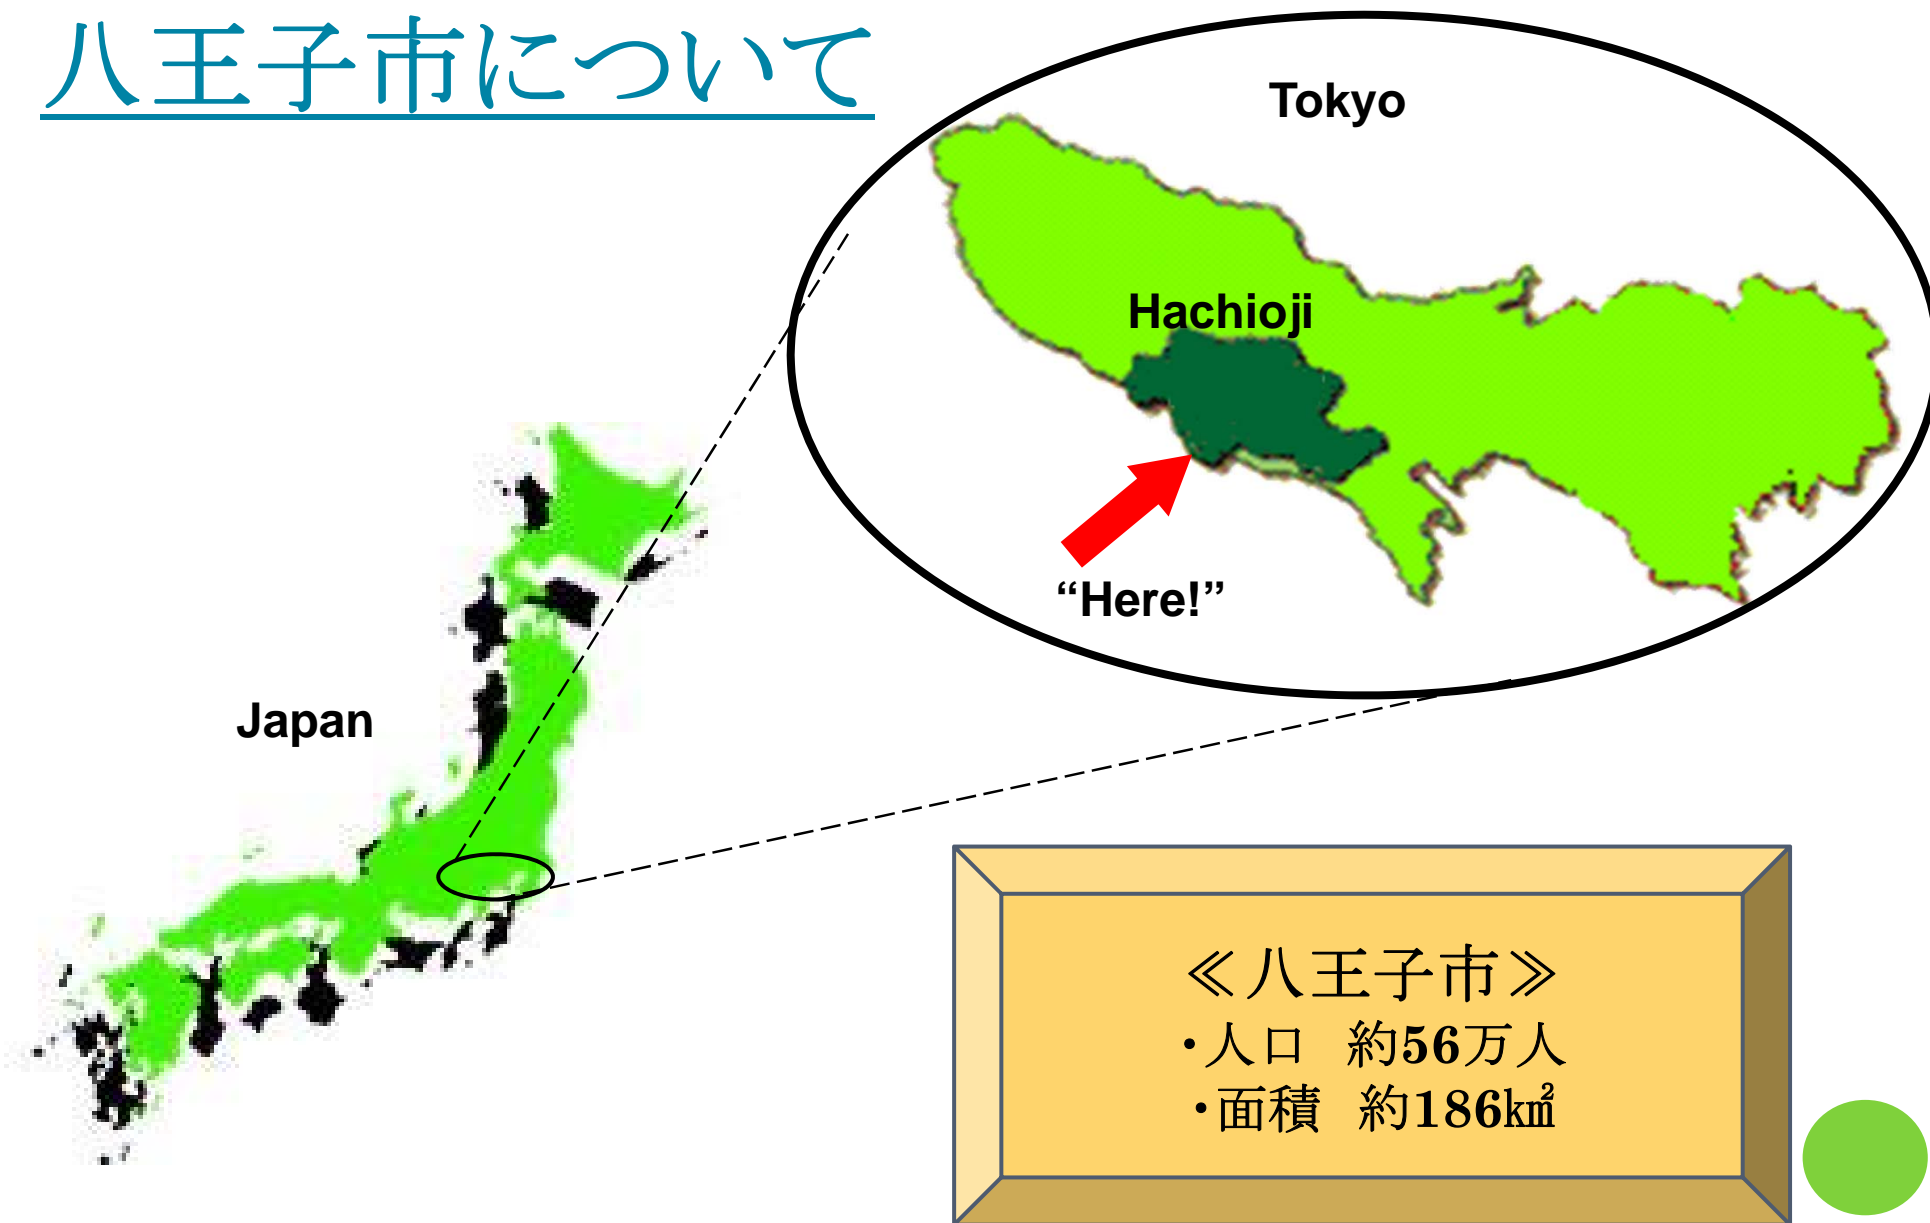 八王子市について
Tokyo
Hachioji
“Here!”
Japan
≪八王子市≫
・人口　約56万人
・面積　約186㎢